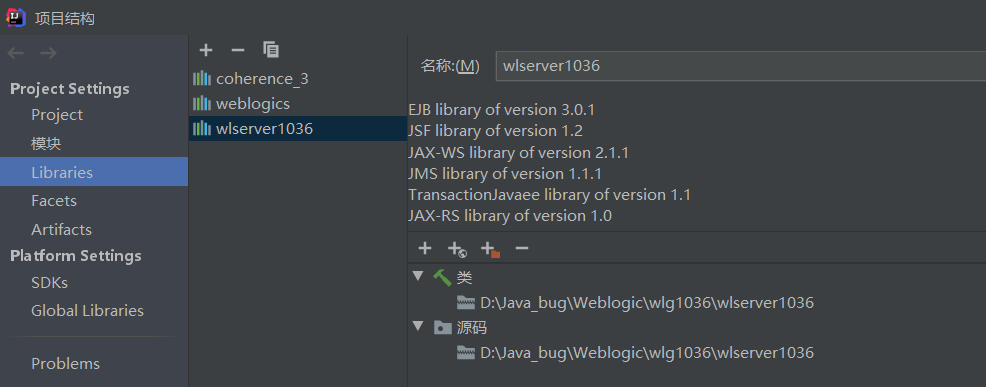 项目结构
Project Settings
Project
模块
Libraries
Facets
Artifacts
Platform Settings
SDKs
Global Libraries
Problems
coherence_3
weblogics
wlserver1036
名称:(M) wlserver1036
EJB library of version 3.0.1
JSF library of version 1.2
JAX-WS library of version 2.1.1
JMS library of version 1.1.1
TransactionJavaee library of version 1.1
JAX-RS library of version 1.0
类
D:\Java_bug\Weblogic\wlg1036\wlserver1036
源码
D:\Java_bug\Weblogic\wlg1036\wlserver1036